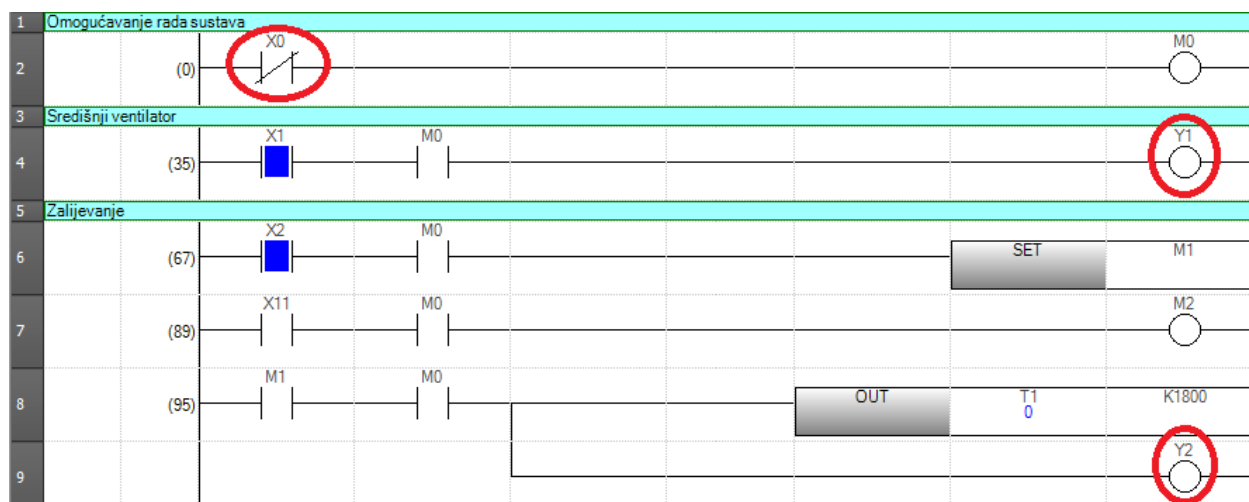 1 Omogućavanje rada sustava
X0 M0
2 (0)
3 Središnji ventilator
X1 M0 Y1
4 (35)
5 Zalijevanje
X2 M0 SET M1
6 (67)
X11 M0 M2
7 (89)
M1 M0 OUT T1 K1800
8 (95) 0
Y2
9